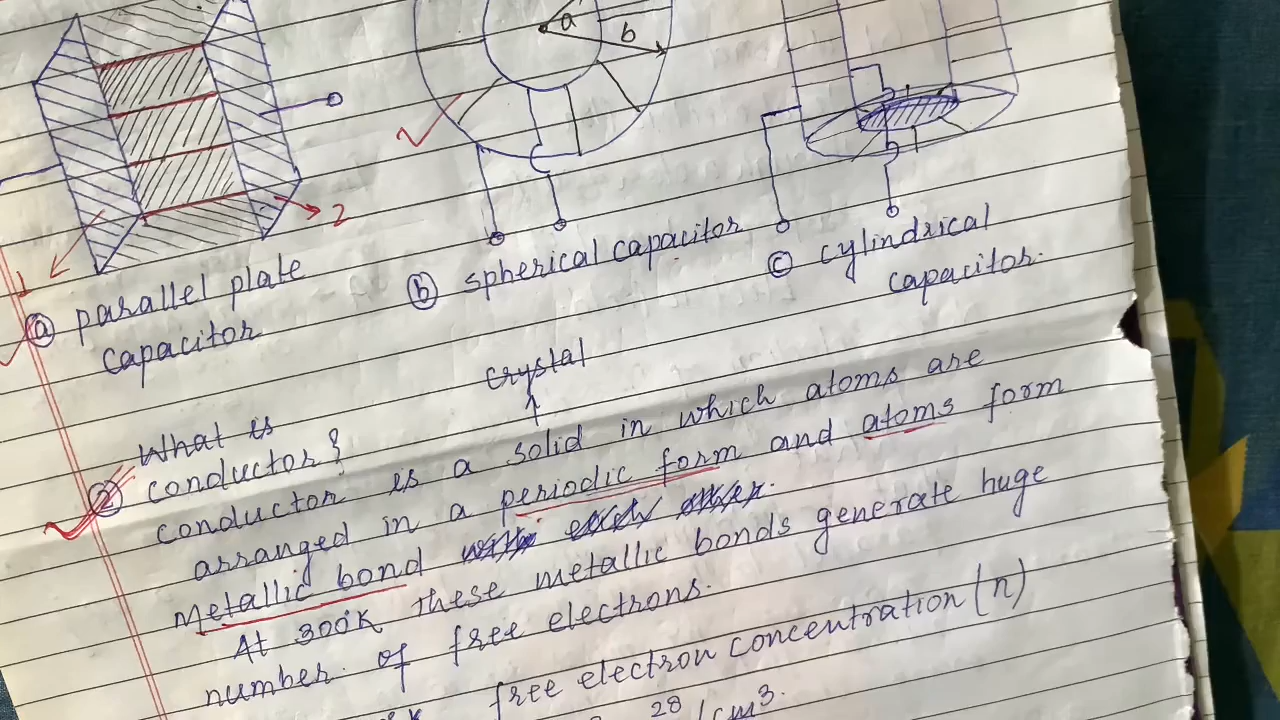 a
b
2
1
ⓐ parallel plate
capacitor
ⓑ spherical capacitor
ⓒ cylindrical
capacitor.
crystal
What is
② conductor?
conductor is a solid in which atoms are
arranged in a periodic form and atoms form
Metallic bond
At 300K these metallic bonds generate huge
number of free electrons.
free electron concentration (n)
28 /cm³.